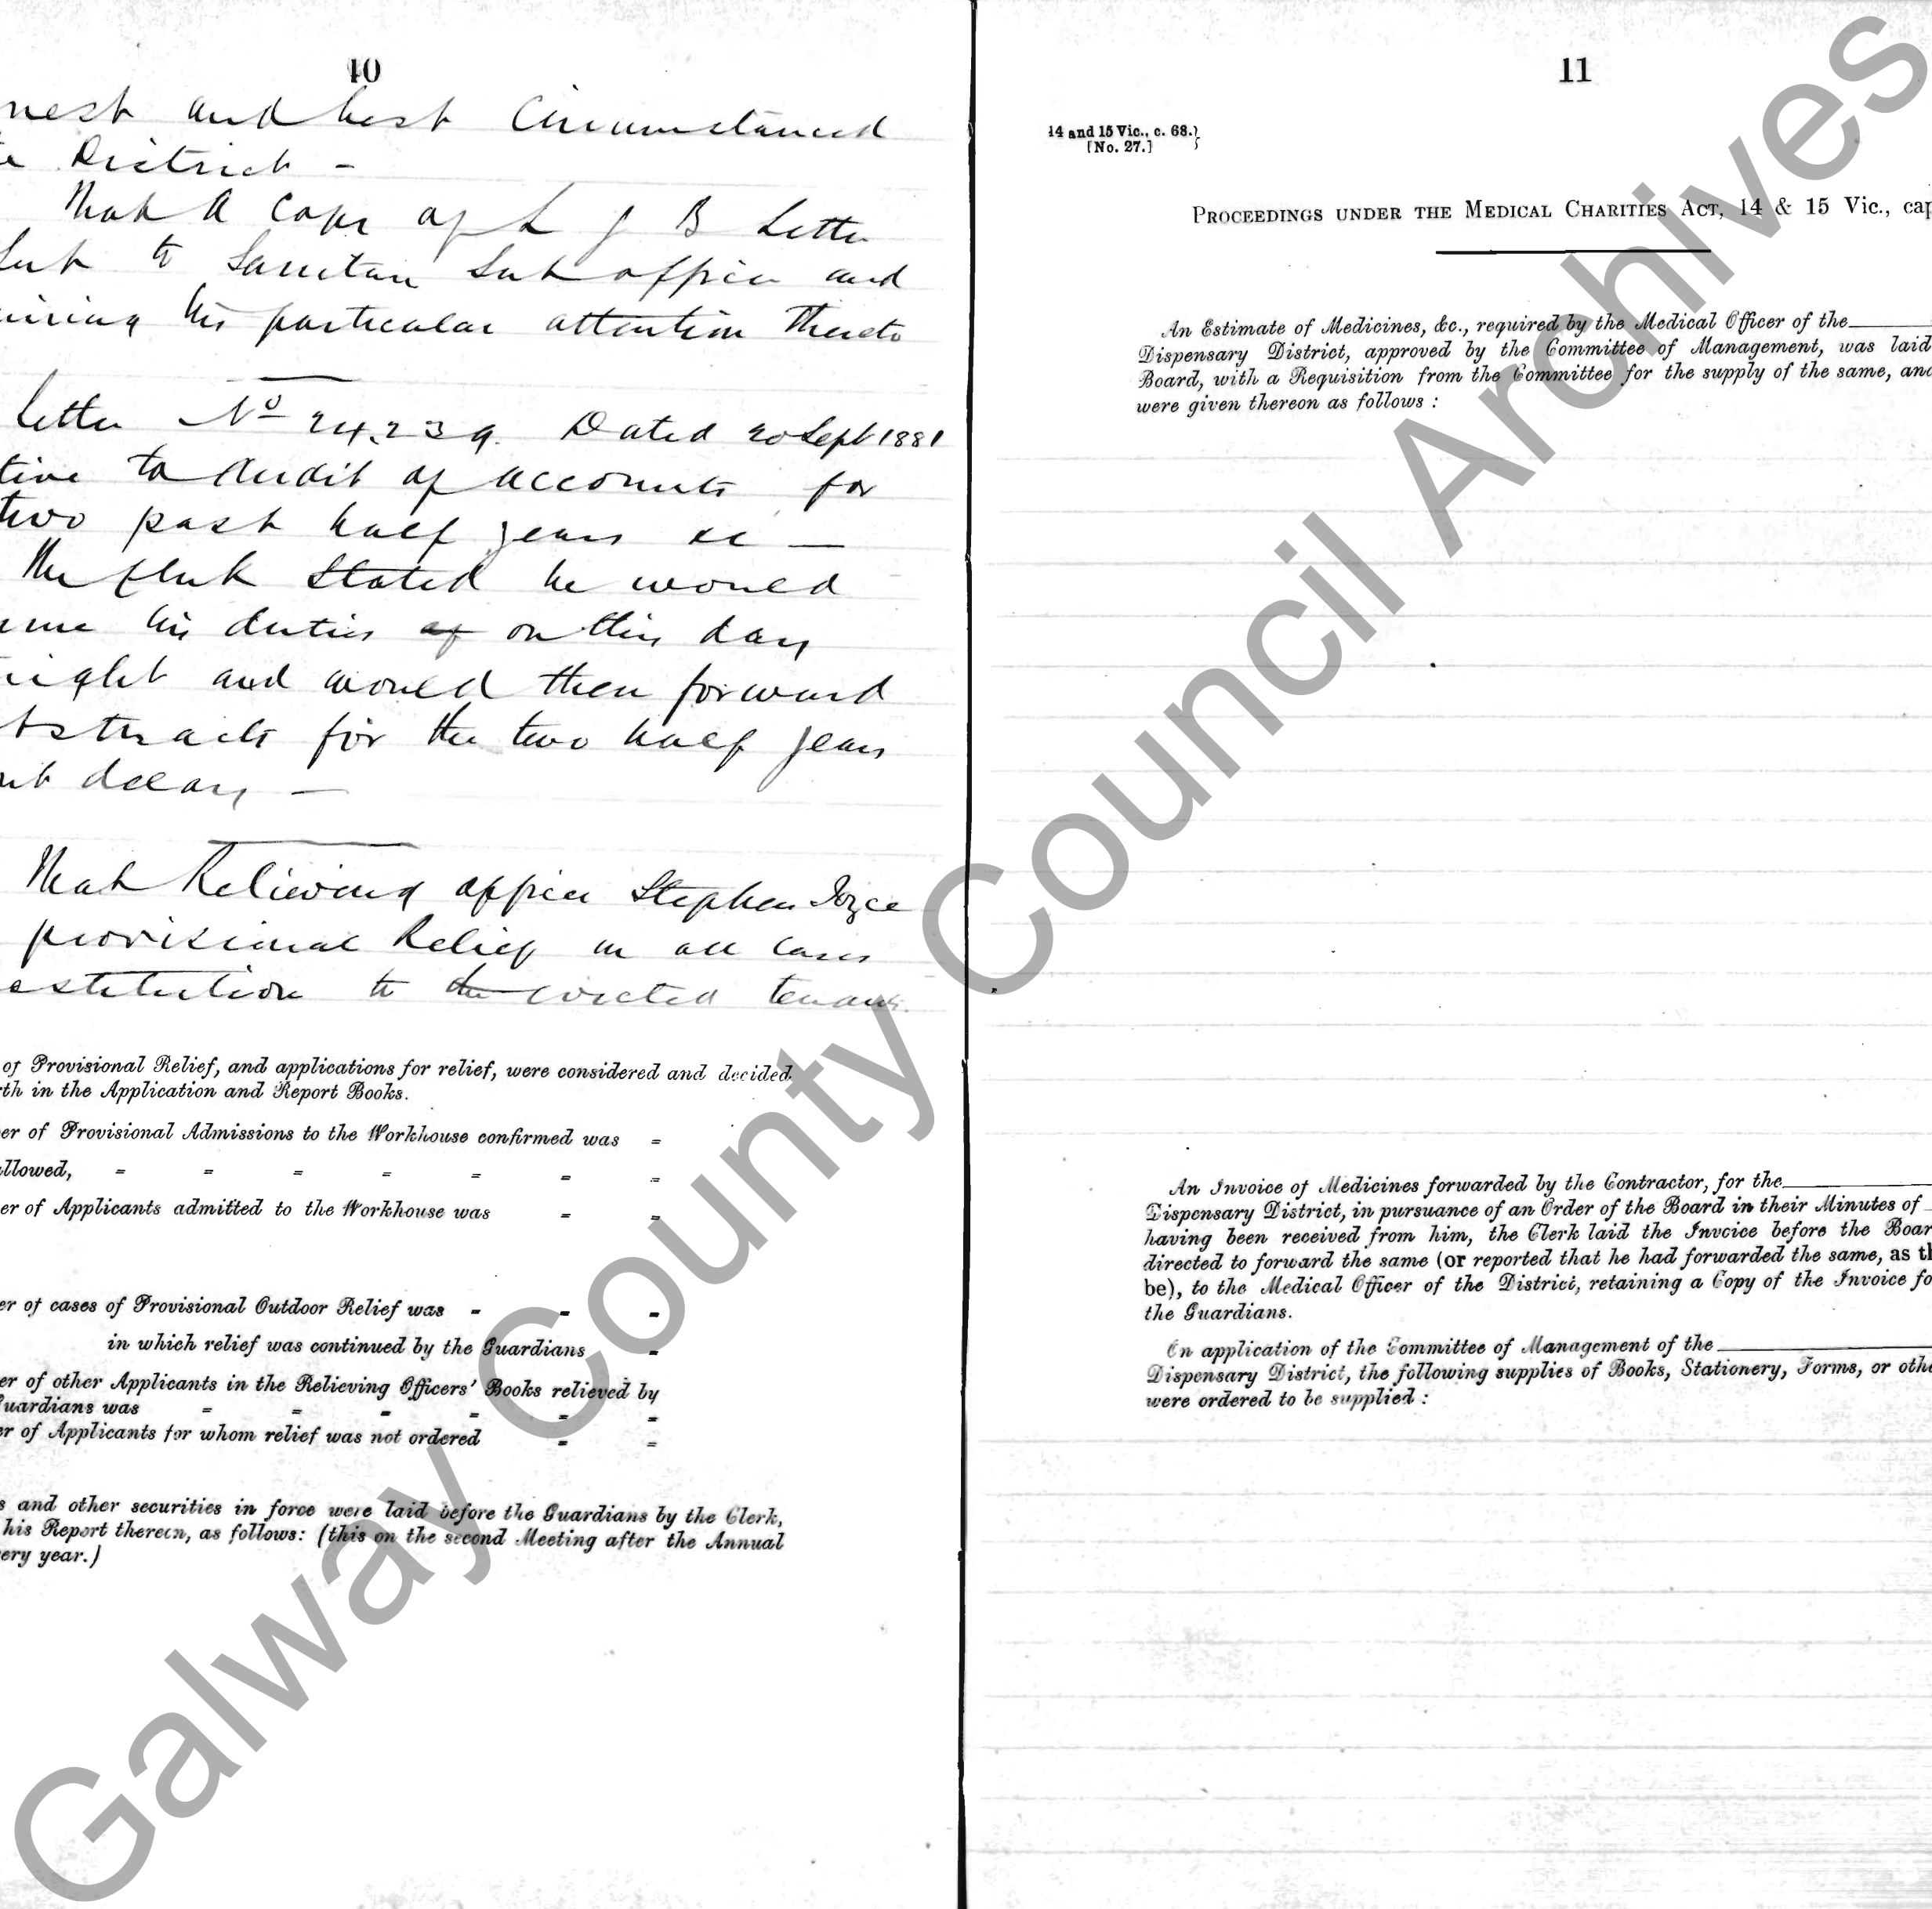 10
nest and best Circumstanced
e District -
That A Copy of L G B Letter
Sent to Sanitary Sub officer and
uiring his particular attention Thereto
Letter No 24.239. Dated 20 Sept 1881
tive to Audit of accounts for
two past half years &c —
The Clerk Stated he would
ume his duties of on this day
night and would then forward
bstracts for the two half years
ut delay —
That Relieving officer Stephen Joyce
provisional Relief in all cases
estitution to the evicted tenants.
of Provisional Relief, and applications for relief, were considered and decided
rth in the Application and Report Books.
er of Provisional Admissions to the Workhouse confirmed was =
allowed, = = = = = = =
er of Applicants admitted to the Workhouse was = =
er of cases of Provisional Outdoor Relief was - - -
in which relief was continued by the Guardians -
er of other Applicants in the Relieving Officers' Books relieved by
Guardians was = = - = = -
er of Applicants for whom relief was not ordered - =
s and other securities in force were laid before the Guardians by the Clerk,
his Report thereon, as follows: (this on the second Meeting after the Annual
ery year.)
11
14 and 15 Vic., c. 68.}
[No. 27.]
PROCEEDINGS UNDER THE MEDICAL CHARITIES ACT, 14 & 15 Vic., cap
An Estimate of Medicines, &c., required by the Medical Officer of the
Dispensary District, approved by the Committee of Management, was laid
Board, with a Requisition from the Committee for the supply of the same, and
were given thereon as follows :
An Invoice of Medicines forwarded by the Contractor, for the
Dispensary District, in pursuance of an Order of the Board in their Minutes of
having been received from him, the Clerk laid the Invoice before the Boar
directed to forward the same (or reported that he had forwarded the same, as th
be), to the Medical Officer of the District, retaining a Copy of the Invoice fo
the Guardians.
On application of the Committee of Management of the
Dispensary District, the following supplies of Books, Stationery, Forms, or othe
were ordered to be supplied :
Galway County Council Archives